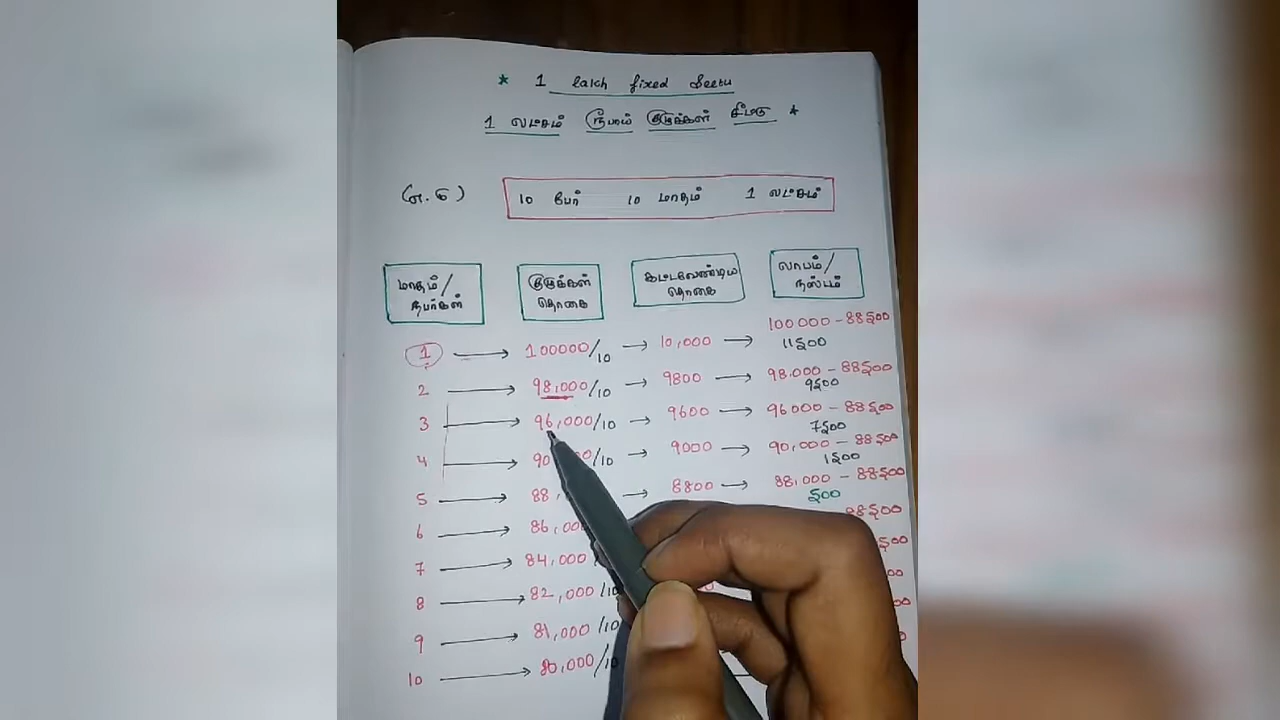 * 1 lakh fixed Seetu
1 லட்சம் ரூபாய் குலுக்கள் சீட்டு *
(எ.டு) 10 பேர் 10 மாதம் 1 லட்சம்
மாதம்/ நபர்கள்
குலுக்கள் தொகை
கட்டவேண்டிய தொகை
லாபம்/ நஸ்டம்
1 → 100000/10 → 10,000 → 100000 - 88500
11500
2 → 98,000/10 → 9800 → 98.000 - 88500
9500
3 → 96,000/10 → 9600 → 96000 - 88500
7500
4 → 90 /10 → 9000 → 90,000 - 88500
1500
5 → 88, → 8800 → 88,000 - 88500
500
6 → 86,00 88500
7 → 84,000
8 → 82,000/10
9 → 81,000/10
10 → 80,000/10